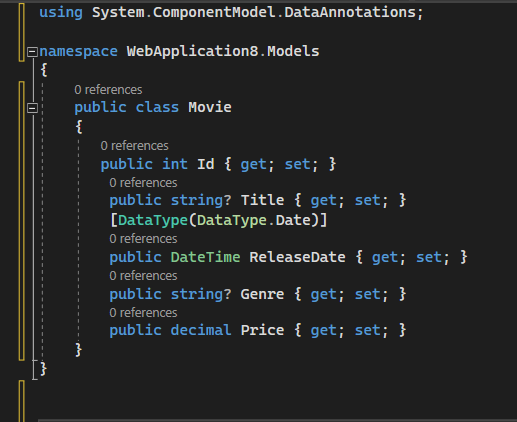 using System.ComponentModel.DataAnnotations;
namespace WebApplication8.Models
{
0 references
public class Movie
{
0 references
public int Id { get; set; }
0 references
public string? Title { get; set; }
[DataType(DataType.Date)]
0 references
public DateTime ReleaseDate { get; set; }
0 references
public string? Genre { get; set; }
0 references
public decimal Price { get; set; }
}
}